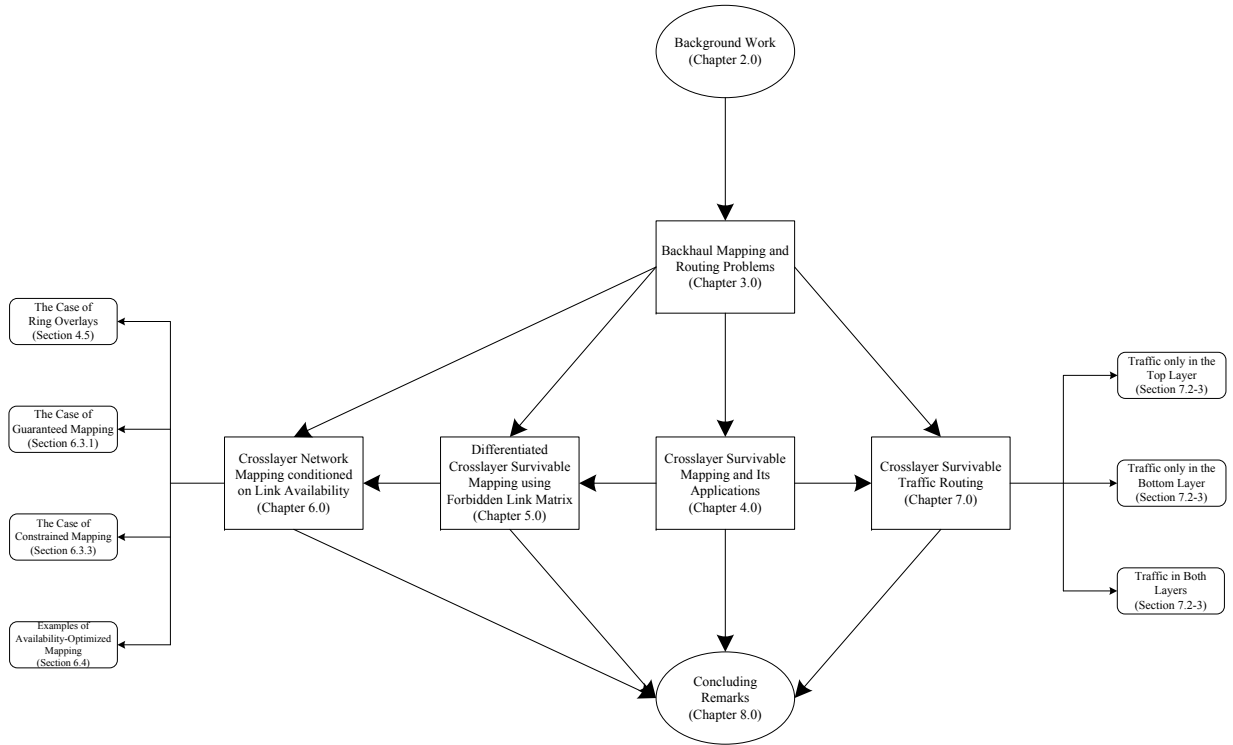 Background Work
(Chapter 2.0)
Backhaul Mapping and
Routing Problems
(Chapter 3.0)
The Case of
Ring Overlays
(Section 4.5)
The Case of
Guaranteed Mapping
(Section 6.3.1)
The Case of
Constrained Mapping
(Section 6.3.3)
Examples of
Availability-Optimized
Mapping
(Section 6.4)
Crosslayer Network
Mapping conditioned
on Link Availability
(Chapter 6.0)
Differentiated
Crosslayer Survivable
Mapping using
Forbidden Link Matrix
(Chapter 5.0)
Crosslayer Survivable
Mapping and Its
Applications
(Chapter 4.0)
Crosslayer Survivable
Traffic Routing
(Chapter 7.0)
Traffic only in the
Top Layer
(Section 7.2-3)
Traffic only in the
Bottom Layer
(Section 7.2-3)
Traffic in Both
Layers
(Section 7.2-3)
Concluding
Remarks
(Chapter 8.0)